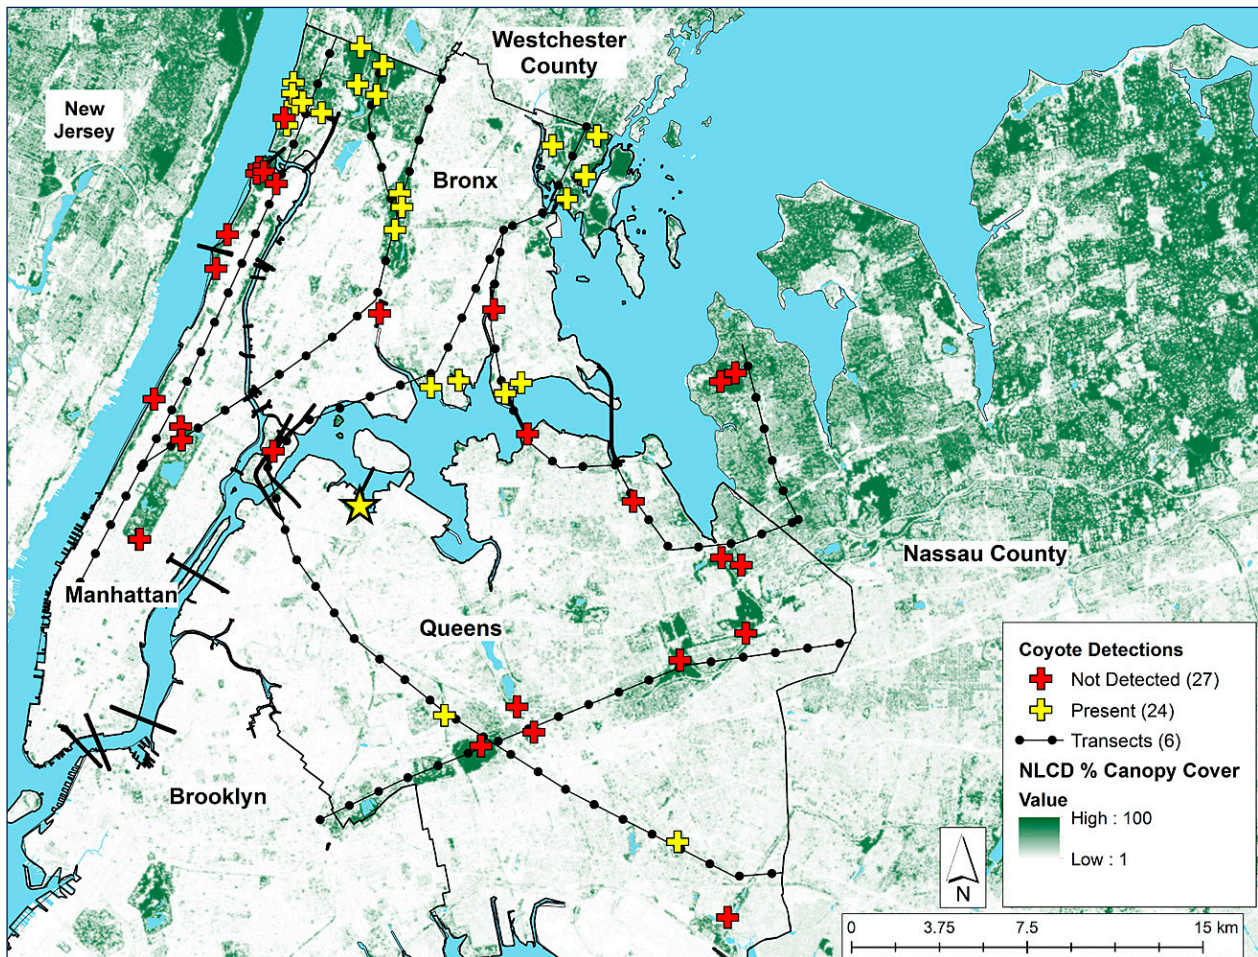 Westchester
County
New
Jersey
Bronx
Nassau County
Manhattan
Queens
Brooklyn
Coyote Detections
Not Detected (27)
Present (24)
Transects (6)
NLCD % Canopy Cover
Value
High : 100
Low : 1
N
0 3.75 7.5 15 km